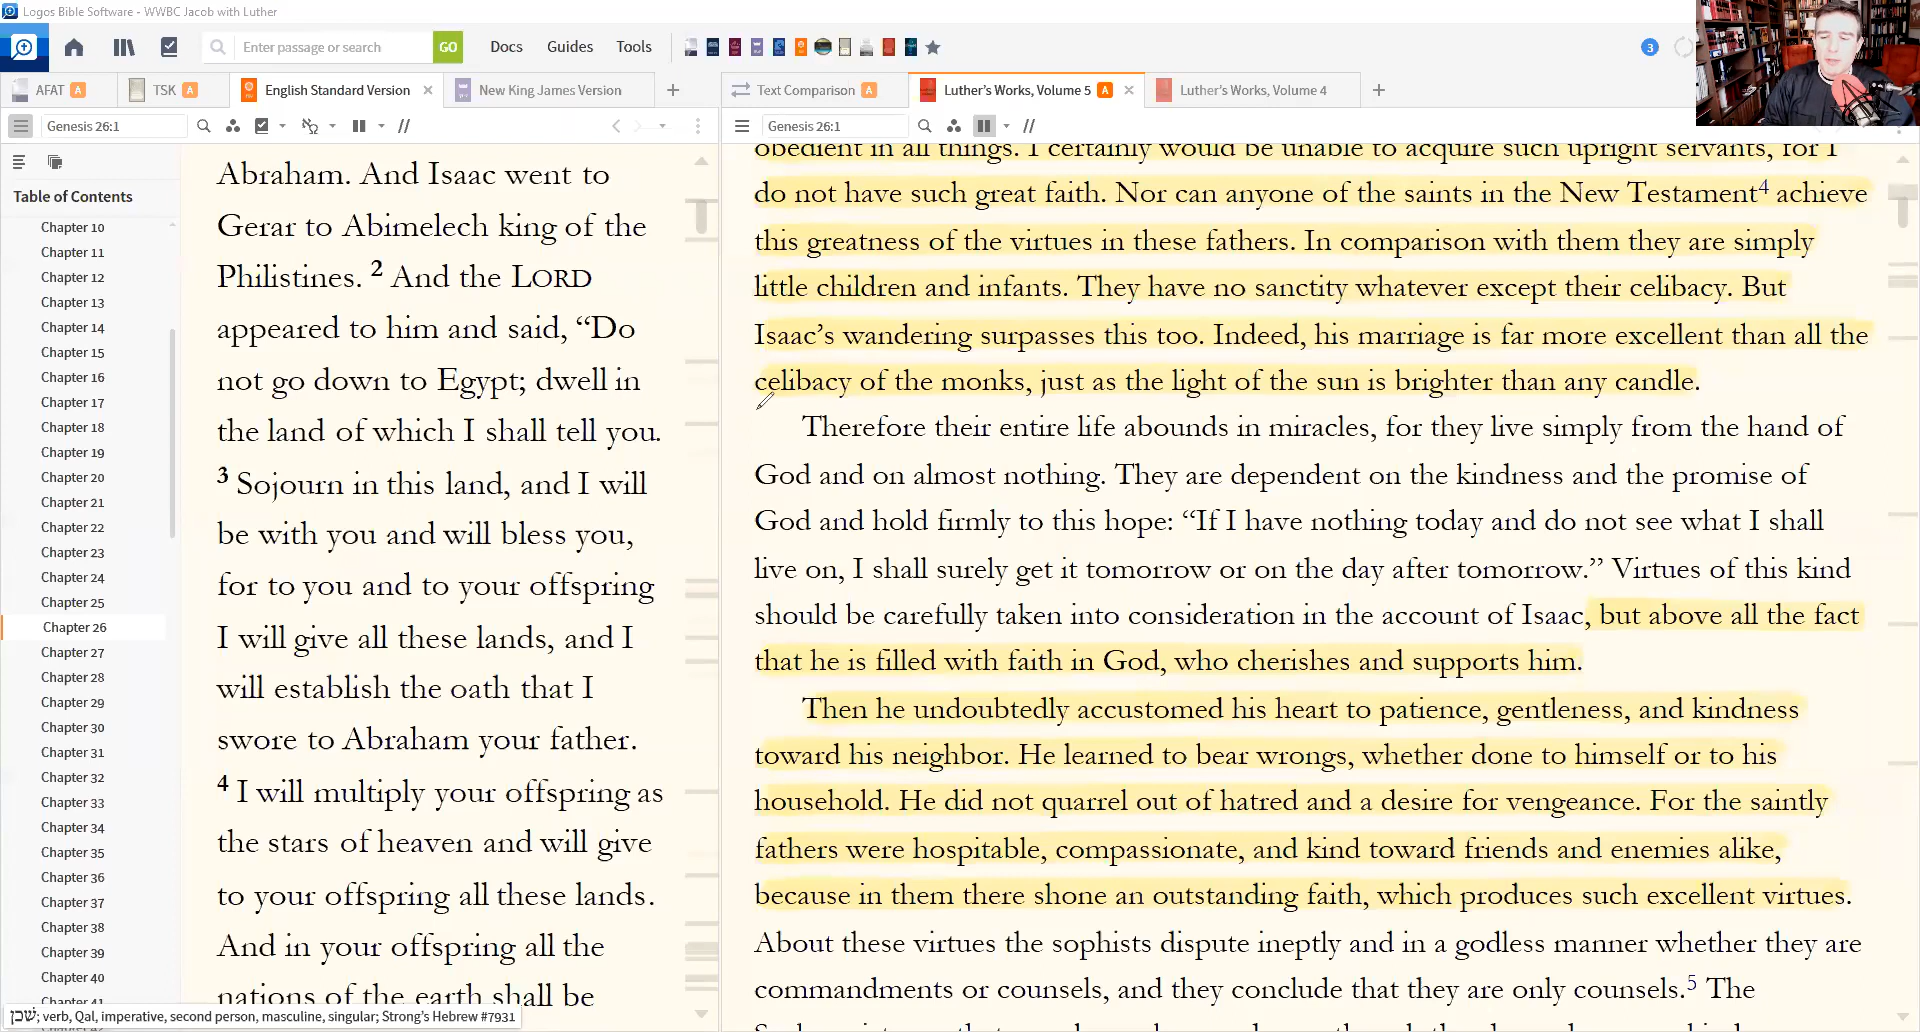 Logos Bible Software - WWBC Jacob with Luther
Enter passage or search
GO
Docs
Guides
Tools
3
AFAT A
TSK A
English Standard Version
New King James Version
Text Comparison A
Luther's Works, Volume 5 A
Luther's Works, Volume 4
Genesis 26:1
Genesis 26:1
Table of Contents
Chapter 10
Chapter 11
Chapter 12
Chapter 13
Chapter 14
Chapter 15
Chapter 16
Chapter 17
Chapter 18
Chapter 19
Chapter 20
Chapter 21
Chapter 22
Chapter 23
Chapter 24
Chapter 25
Chapter 26
Chapter 27
Chapter 28
Chapter 29
Chapter 30
Chapter 31
Chapter 32
Chapter 33
Chapter 34
Chapter 35
Chapter 36
Chapter 37
Chapter 38
Chapter 39
Chapter 40
Chapter 41
Abraham. And Isaac went to
Gerar to Abimelech king of the
Philistines. 2 And the LORD
appeared to him and said, “Do
not go down to Egypt; dwell in
the land of which I shall tell you.
3 Sojourn in this land, and I will
be with you and will bless you,
for to you and to your offspring
I will give all these lands, and I
will establish the oath that I
swore to Abraham your father.
4 I will multiply your offspring as
the stars of heaven and will give
to your offspring all these lands.
And in your offspring all the
nations of the earth shall be
שׁכן; verb, Qal, imperative, second person, masculine, singular; Strong's Hebrew #7931
obedient in all things. I certainly would be unable to acquire such upright servants, for I
do not have such great faith. Nor can anyone of the saints in the New Testament4 achieve
this greatness of the virtues in these fathers. In comparison with them they are simply
little children and infants. They have no sanctity whatever except their celibacy. But
Isaac’s wandering surpasses this too. Indeed, his marriage is far more excellent than all the
celibacy of the monks, just as the light of the sun is brighter than any candle.
Therefore their entire life abounds in miracles, for they live simply from the hand of
God and on almost nothing. They are dependent on the kindness and the promise of
God and hold firmly to this hope: “If I have nothing today and do not see what I shall
live on, I shall surely get it tomorrow or on the day after tomorrow.” Virtues of this kind
should be carefully taken into consideration in the account of Isaac, but above all the fact
that he is filled with faith in God, who cherishes and supports him.
Then he undoubtedly accustomed his heart to patience, gentleness, and kindness
toward his neighbor. He learned to bear wrongs, whether done to himself or to his
household. He did not quarrel out of hatred and a desire for vengeance. For the saintly
fathers were hospitable, compassionate, and kind toward friends and enemies alike,
because in them there shone an outstanding faith, which produces such excellent virtues.
About these virtues the sophists dispute ineptly and in a godless manner whether they are
commandments or counsels, and they conclude that they are only counsels.5 The